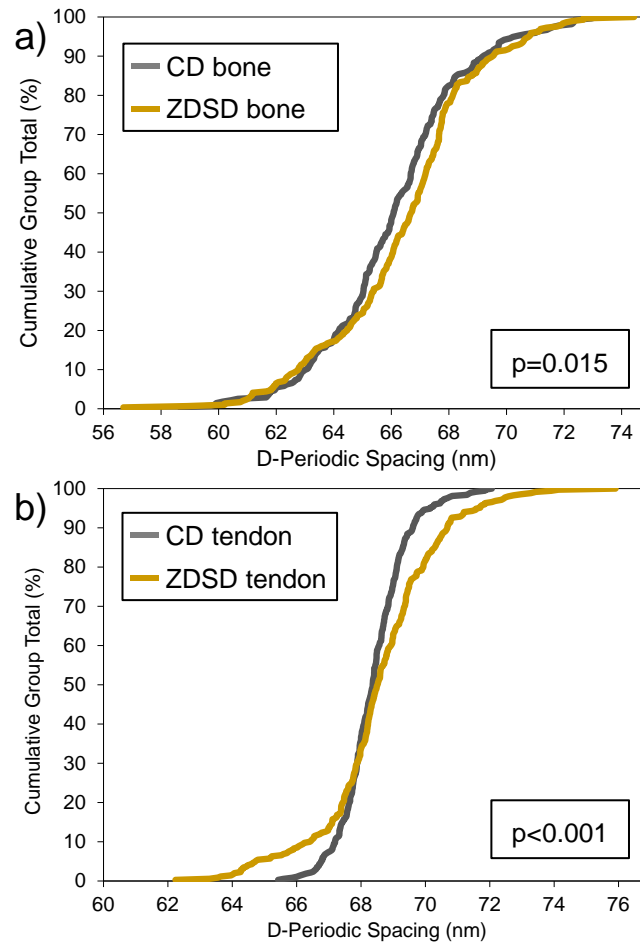 a)
Cumulative Group Total (%)
100
90
80
70
60
50
40
30
20
10
0
CD bone
ZDSD bone
p=0.015
56 58 60 62 64 66 68 70 72 74
D-Periodic Spacing (nm)
b)
Cumulative Group Total (%)
100
90
80
70
60
50
40
30
20
10
0
CD tendon
ZDSD tendon
p<0.001
60 62 64 66 68 70 72 74 76
D-Periodic Spacing (nm)